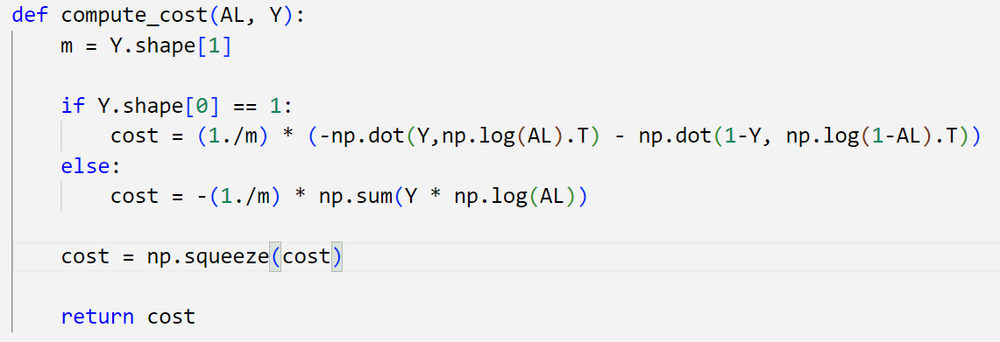 def compute_cost(AL, Y):
    m = Y.shape[1]

    if Y.shape[0] == 1:
        cost = (1./m) * (-np.dot(Y,np.log(AL).T) - np.dot(1-Y, np.log(1-AL).T))
    else:
        cost = -(1./m) * np.sum(Y * np.log(AL))

    cost = np.squeeze(cost)

    return cost